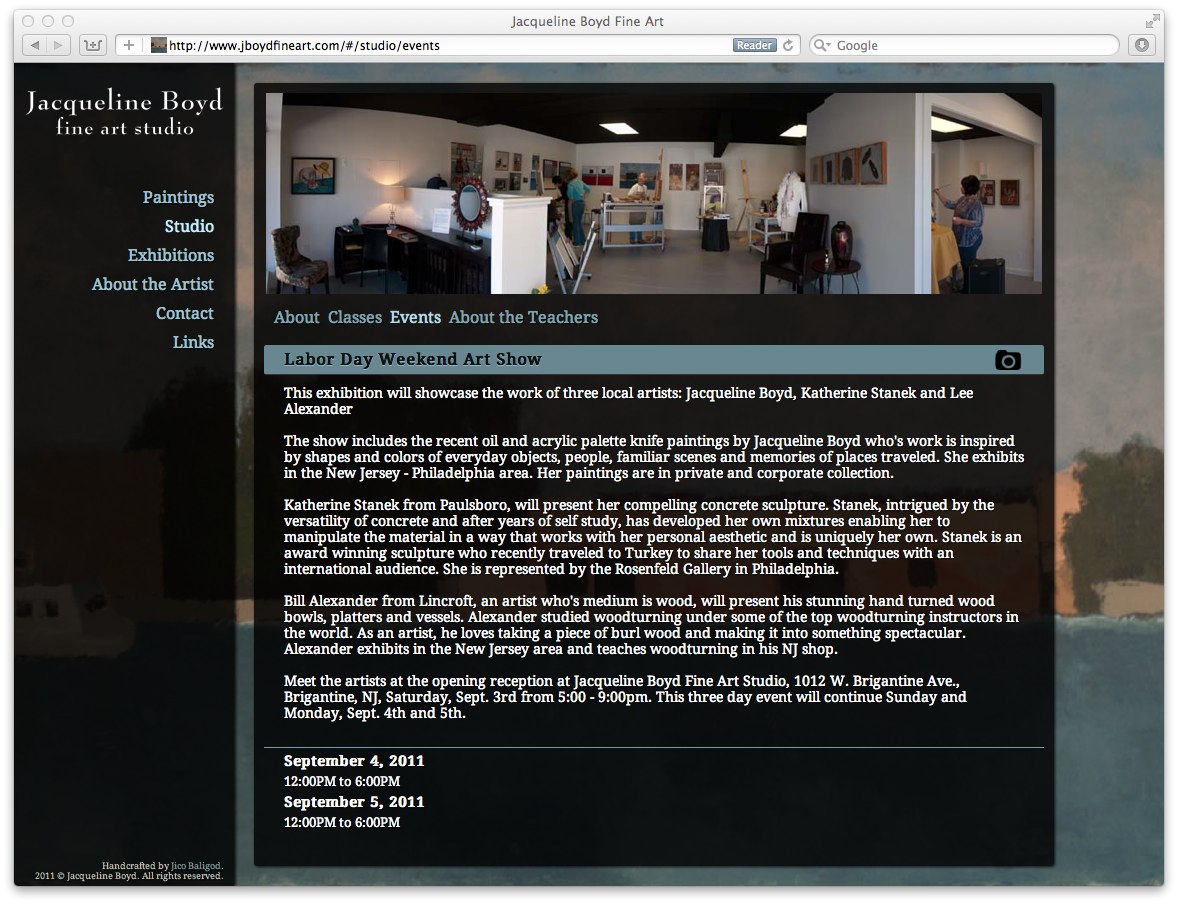 Jacqueline Boyd Fine Art
http://www.jboydfineart.com/#/studio/events
Reader
Google
Jacqueline Boyd
fine art studio
Paintings
Studio
Exhibitions
About the Artist
Contact
Links
About Classes Events About the Teachers
Labor Day Weekend Art Show
This exhibition will showcase the work of three local artists: Jacqueline Boyd, Katherine Stanek and Lee
Alexander
The show includes the recent oil and acrylic palette knife paintings by Jacqueline Boyd who's work is inspired
by shapes and colors of everyday objects, people, familiar scenes and memories of places traveled. She exhibits
in the New Jersey - Philadelphia area. Her paintings are in private and corporate collection.
Katherine Stanek from Paulsboro, will present her compelling concrete sculpture. Stanek, intrigued by the
versatility of concrete and after years of self study, has developed her own mixtures enabling her to
manipulate the material in a way that works with her personal aesthetic and is uniquely her own. Stanek is an
award winning sculpture who recently traveled to Turkey to share her tools and techniques with an
international audience. She is represented by the Rosenfeld Gallery in Philadelphia.
Bill Alexander from Lincroft, an artist who's medium is wood, will present his stunning hand turned wood
bowls, platters and vessels. Alexander studied woodturning under some of the top woodturning instructors in
the world. As an artist, he loves taking a piece of burl wood and making it into something spectacular.
Alexander exhibits in the New Jersey area and teaches woodturning in his NJ shop.
Meet the artists at the opening reception at Jacqueline Boyd Fine Art Studio, 1012 W. Brigantine Ave.,
Brigantine, NJ, Saturday, Sept. 3rd from 5:00 - 9:00pm. This three day event will continue Sunday and
Monday, Sept. 4th and 5th.
September 4, 2011
12:00PM to 6:00PM
September 5, 2011
12:00PM to 6:00PM
Handcrafted by Jico Baligod.
2011 © Jacqueline Boyd. All rights reserved.